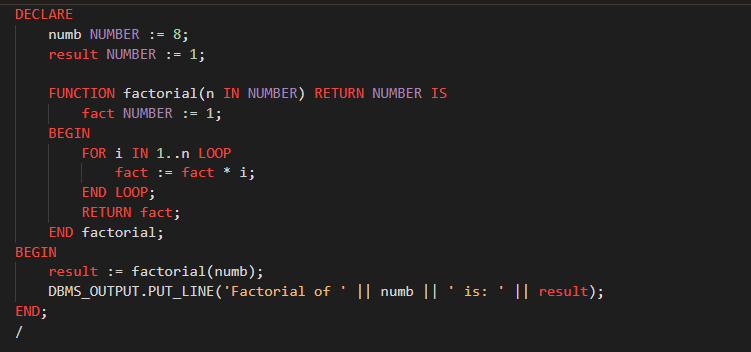 DECLARE
    numb NUMBER := 8;
    result NUMBER := 1;

    FUNCTION factorial(n IN NUMBER) RETURN NUMBER IS
        fact NUMBER := 1;
    BEGIN
        FOR i IN 1..n LOOP
            fact := fact * i;
        END LOOP;
        RETURN fact;
    END factorial;
BEGIN
    result := factorial(numb);
    DBMS_OUTPUT.PUT_LINE('Factorial of ' || numb || ' is: ' || result);
END;
/